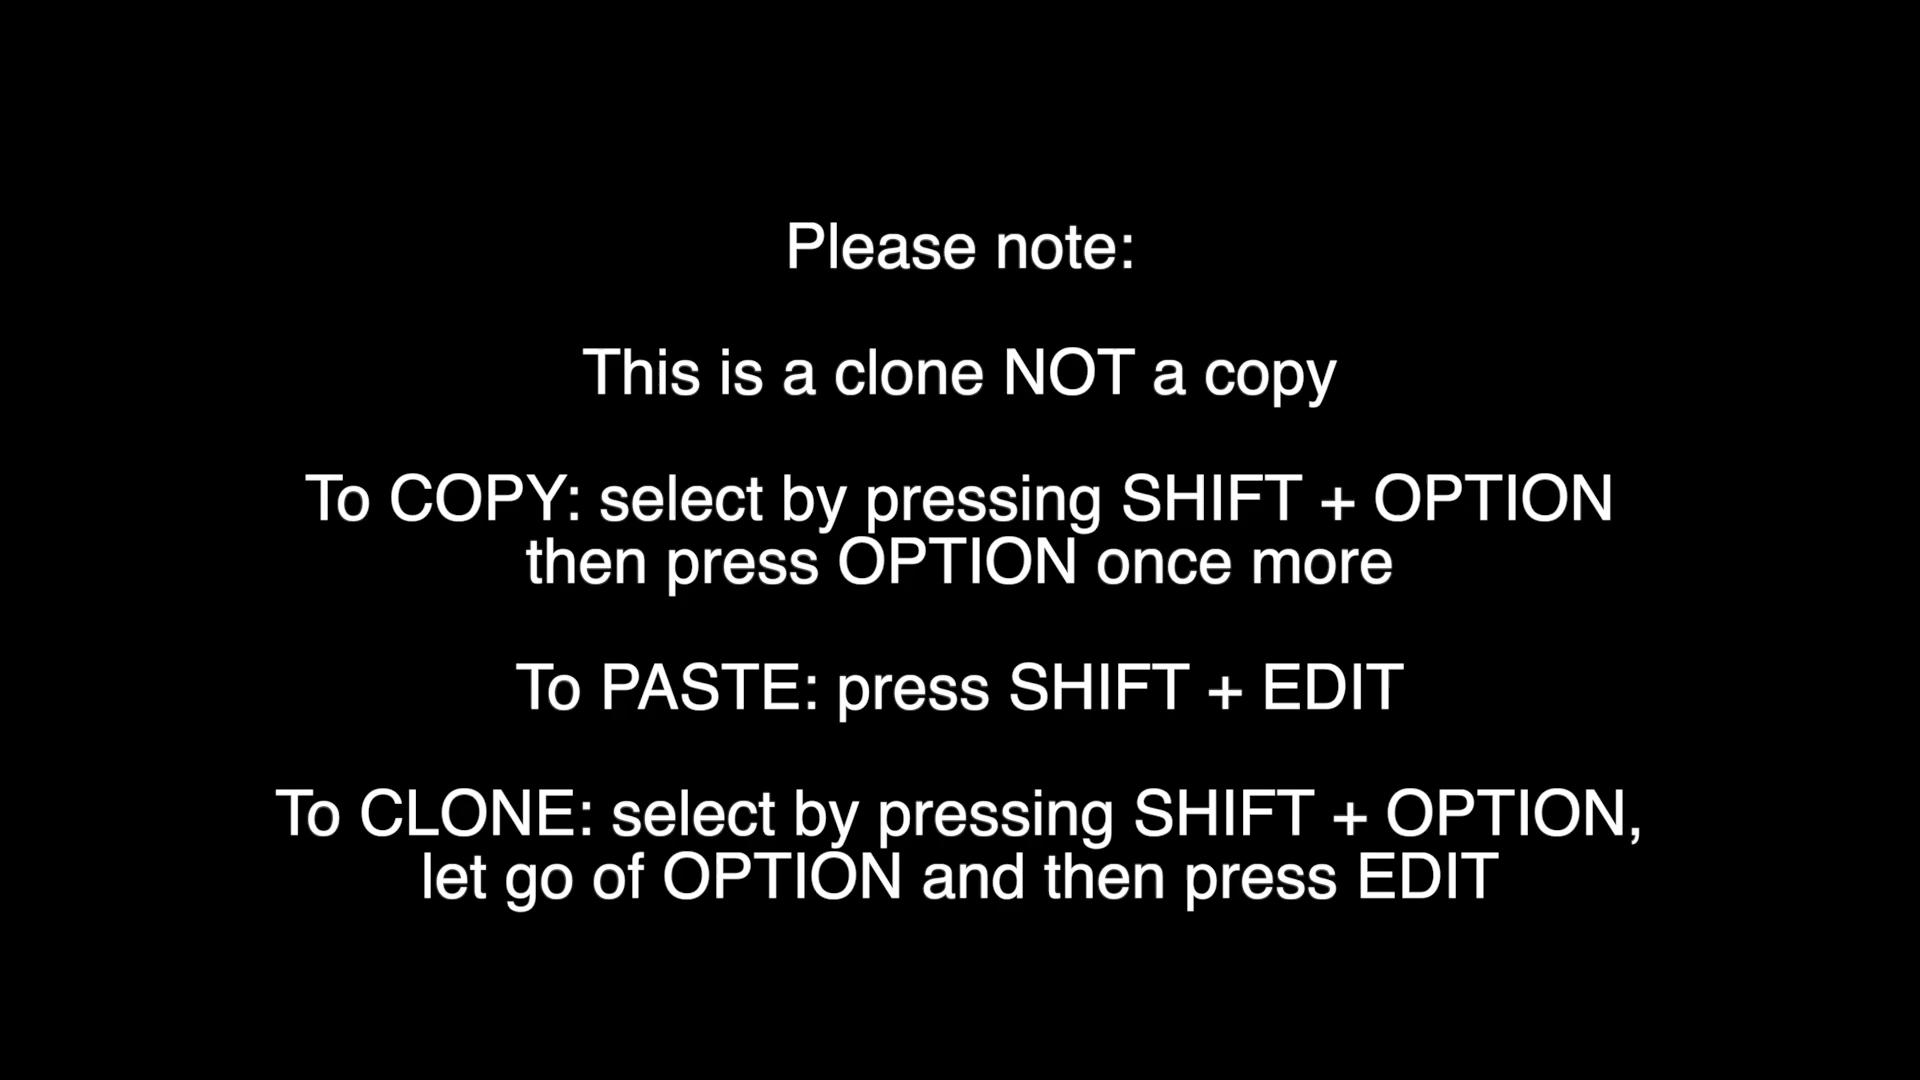 Please note:
This is a clone NOT a copy
To COPY: select by pressing SHIFT + OPTION
then press OPTION once more
To PASTE: press SHIFT + EDIT
To CLONE: select by pressing SHIFT + OPTION,
let go of OPTION and then press EDIT